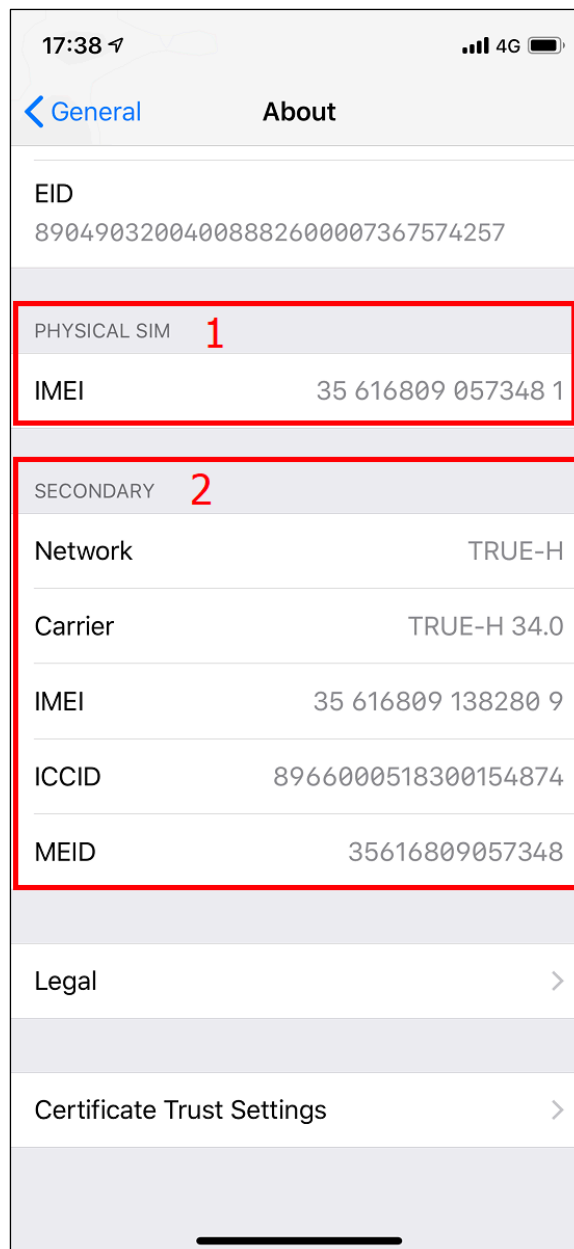 17:38 4G
General About
EID
89049032004008882600007367574257
PHYSICAL SIM 1
IMEI 35 616809 057348 1
SECONDARY 2
Network TRUE-H
Carrier TRUE-H 34.0
IMEI 35 616809 138280 9
ICCID 8966000518300154874
MEID 35616809057348
Legal
Certificate Trust Settings